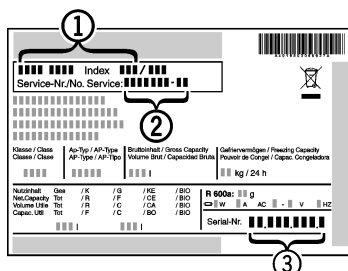 1
Index /
Service-Nr./No. Service: -
2
Klasse / Class
Classe / Clase
Ap-Typ / AP-Type
AP-Type / AP-Tipo
Bruttoinhalt / Gross Capacity
Volume Brut / Capacidad Bruta
l
Gefriervermögen / Freezing Capacity
Pouvoir de Congel / Capac. Congeladora
kg / 24 h
Nutzinhalt Gee / K / G / KE / BIO
Net.Capacity Tot / R / F / CE / BIO
Volume Utile Tot / R / C / CA / BIO
Capac. Util Tot / F / C / BO / BIO
l l
R 600a: g
W A AC - V HZ
Serial-Nr. . . .
3